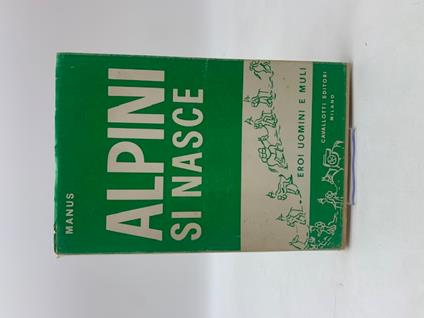 MANUS
ALPINI
SI NASCE
EROI UOMINI E MULI
CAVALLOTTI EDITORI
MILANO